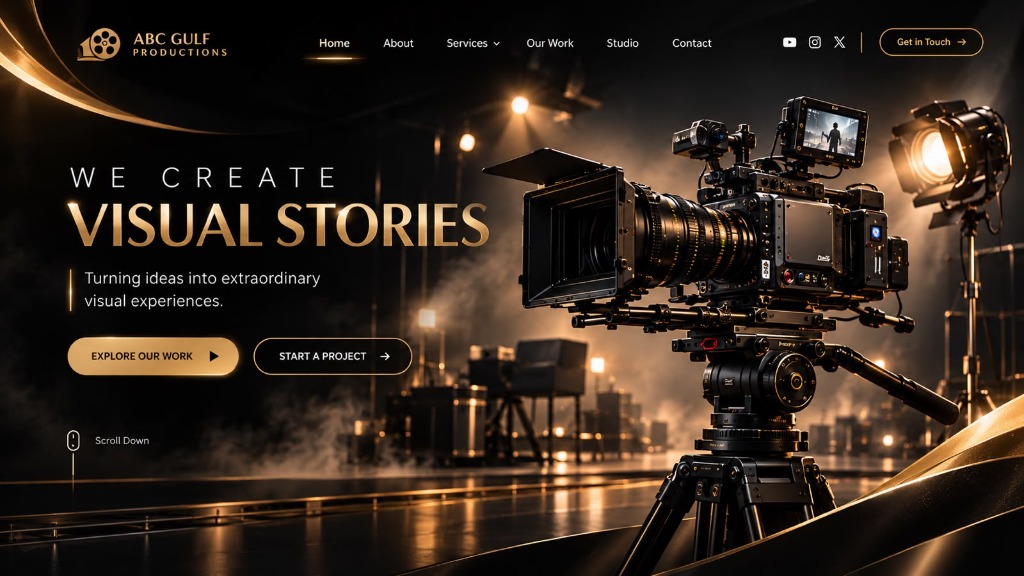 ABC GULF
PRODUCTIONS
Home
About
Services
Our Work
Studio
Contact
Get in Touch
WE CREATE
VISUAL STORIES
Turning ideas into extraordinary
visual experiences.
EXPLORE OUR WORK
START A PROJECT
Scroll Down